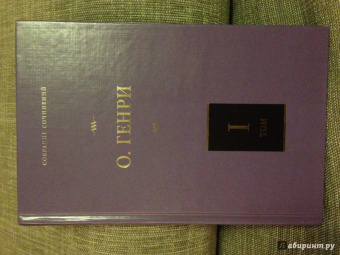 СОБРАНИЕ СОЧИНЕНИЙ
О. ГЕНРИ
I
ТОМ
©Лабиринт.ру